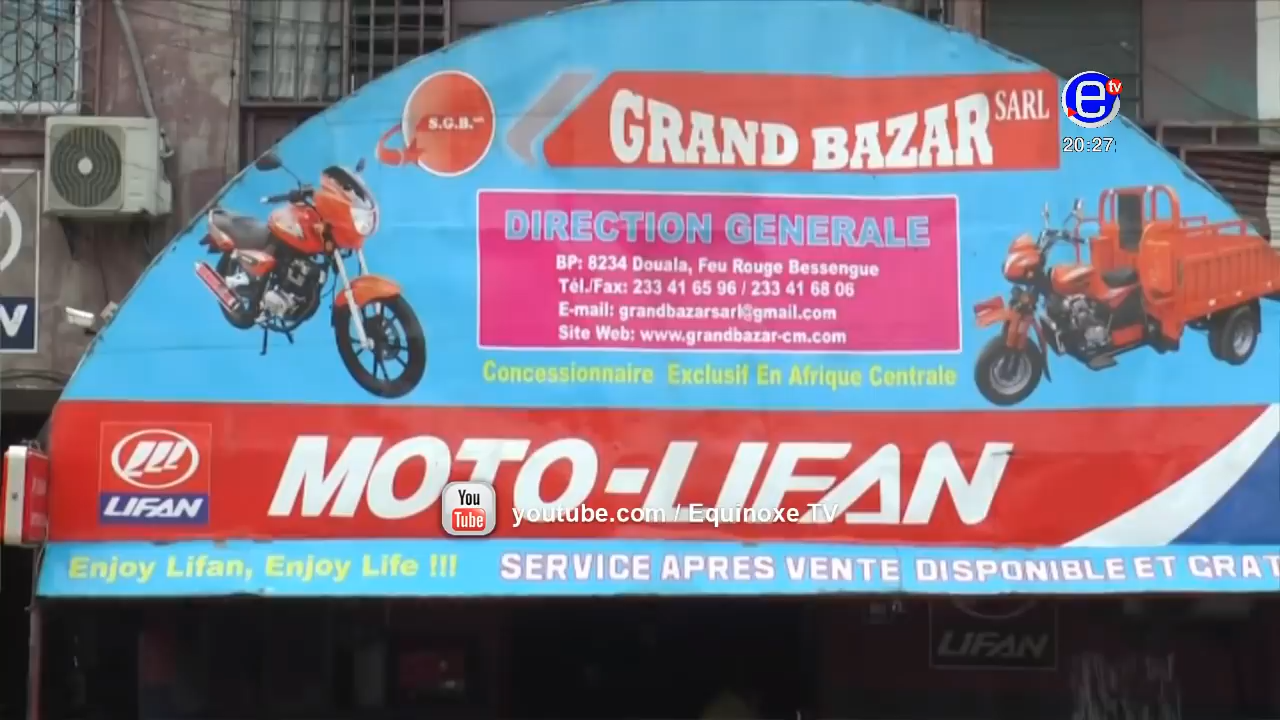 e tv
20:27
S.G.B. SARL
GRAND BAZAR SARL
DIRECTION GENERALE
BP: 8234 Douala, Feu Rouge Bessengue
Tél./Fax: 233 41 65 96 / 233 41 68 06
E-mail: grandbazarsarl@gmail.com
Site Web: www.grandbazar-cm.com
Concessionnaire Exclusif En Afrique Centrale
LIFAN
MOTO-LIFAN
You Tube
youtube.com / Equinoxe TV
Enjoy Lifan, Enjoy Life !!!
SERVICE APRES VENTE DISPONIBLE ET GRAT
LIFAN